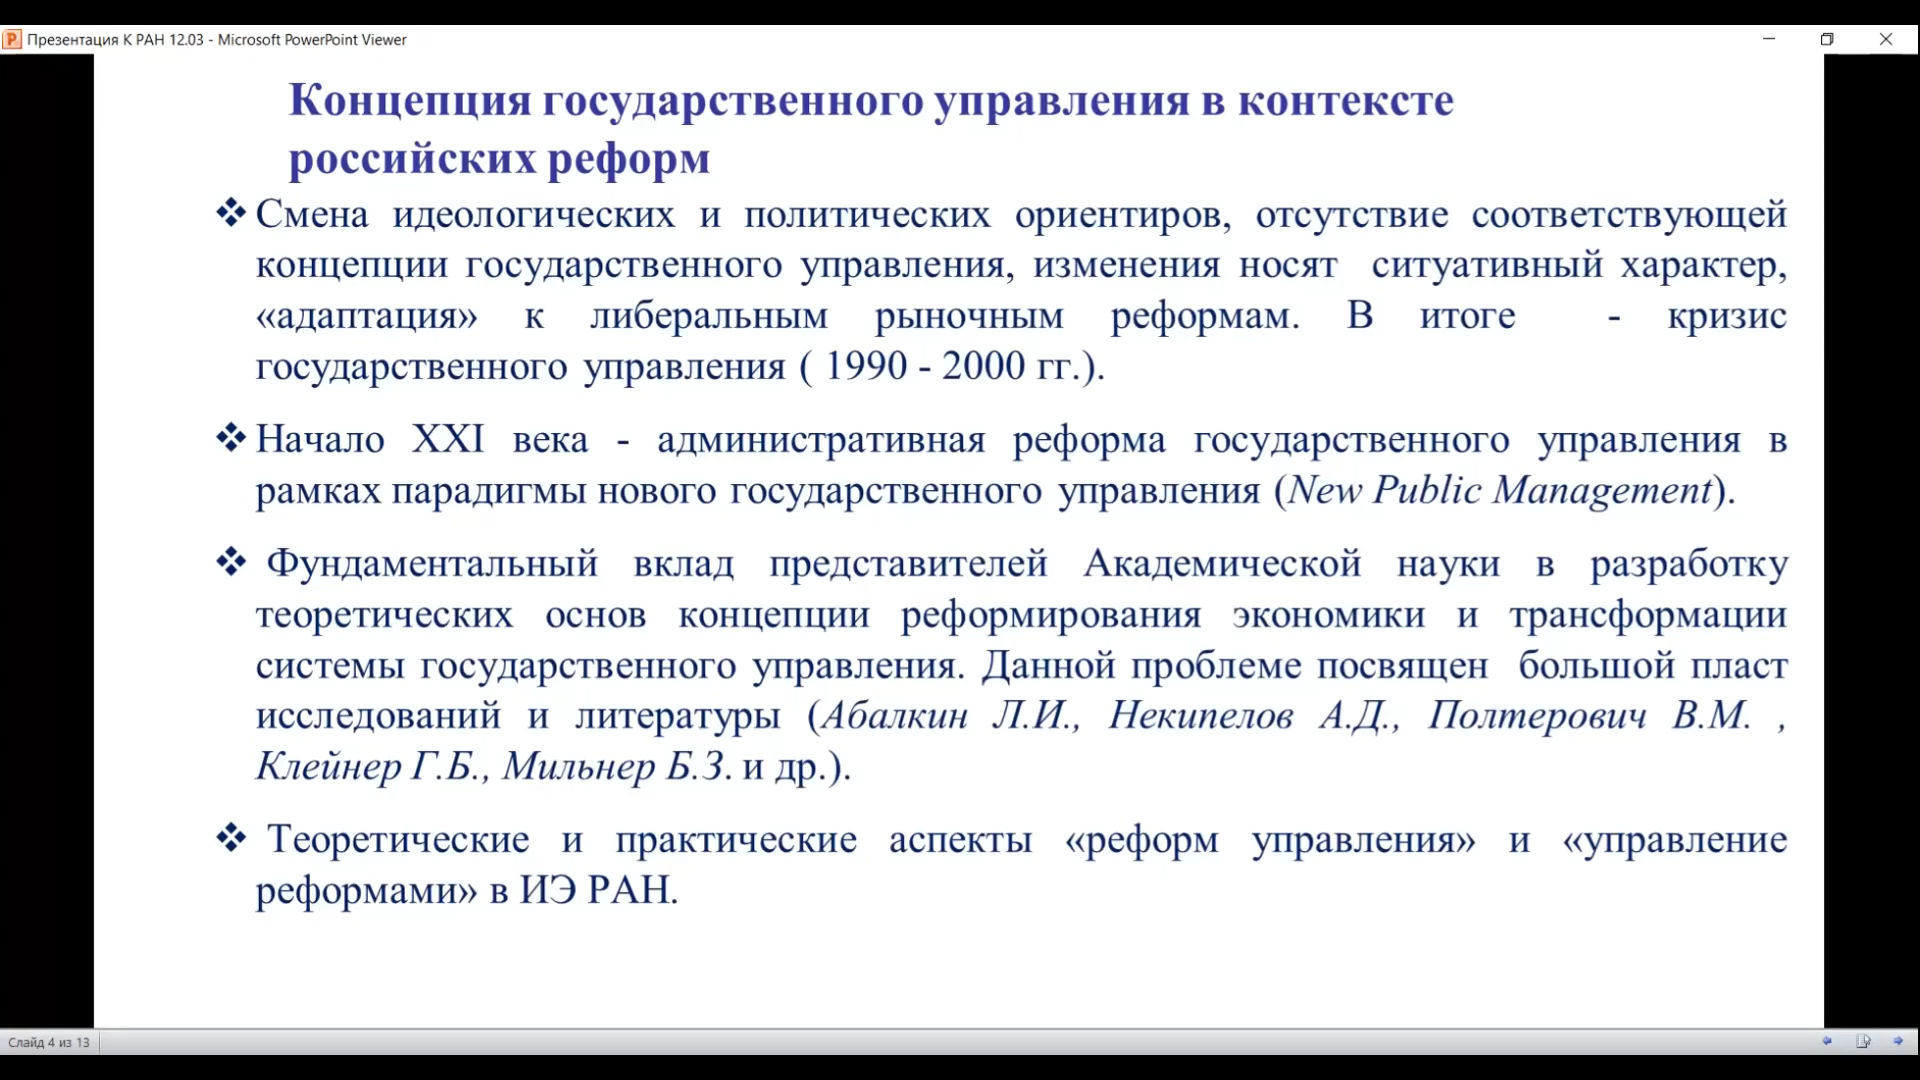 Презентация К РАН 12.03 - Microsoft PowerPoint Viewer
Концепция государственного управления в контексте
российских реформ
Смена идеологических и политических ориентиров, отсутствие соответствующей
концепции государственного управления, изменения носят ситуативный характер,
«адаптация» к либеральным рыночным реформам. В итоге - кризис
государственного управления ( 1990 - 2000 гг.).
Начало XXI века - административная реформа государственного управления в
рамках парадигмы нового государственного управления (New Public Management).
Фундаментальный вклад представителей Академической науки в разработку
теоретических основ концепции реформирования экономики и трансформации
системы государственного управления. Данной проблеме посвящен большой пласт
исследований и литературы (Абалкин Л.И., Некипелов А.Д., Полтерович В.М. ,
Клейнер Г.Б., Мильнер Б.З. и др.).
Теоретические и практические аспекты «реформ управления» и «управление
реформами» в ИЭ РАН.
Слайд 4 из 13